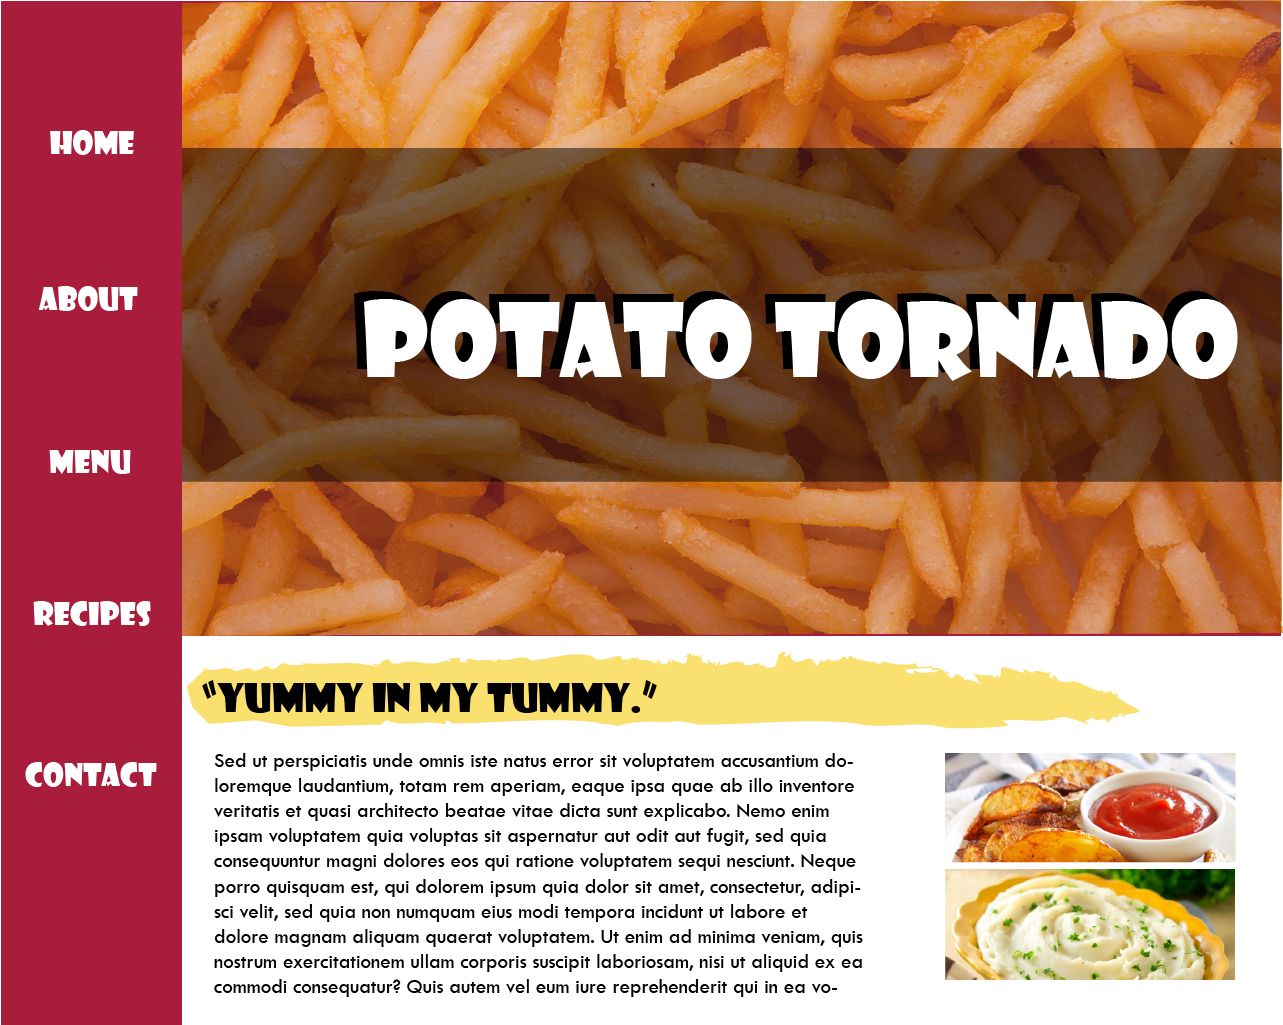 HOME
ABOUT
MENU
RECIPES
CONTACT
POTATO TORNADO
"YUMMY IN MY TUMMY."
Sed ut perspiciatis unde omnis iste natus error sit voluptatem accusantium do-
loremque laudantium, totam rem aperiam, eaque ipsa quae ab illo inventore
veritatis et quasi architecto beatae vitae dicta sunt explicabo. Nemo enim
ipsam voluptatem quia voluptas sit aspernatur aut odit aut fugit, sed quia
consequuntur magni dolores eos qui ratione voluptatem sequi nesciunt. Neque
porro quisquam est, qui dolorem ipsum quia dolor sit amet, consectetur, adipi-
sci velit, sed quia non numquam eius modi tempora incidunt ut labore et
dolore magnam aliquam quaerat voluptatem. Ut enim ad minima veniam, quis
nostrum exercitationem ullam corporis suscipit laboriosam, nisi ut aliquid ex ea
commodi consequatur? Quis autem vel eum iure reprehenderit qui in ea vo-